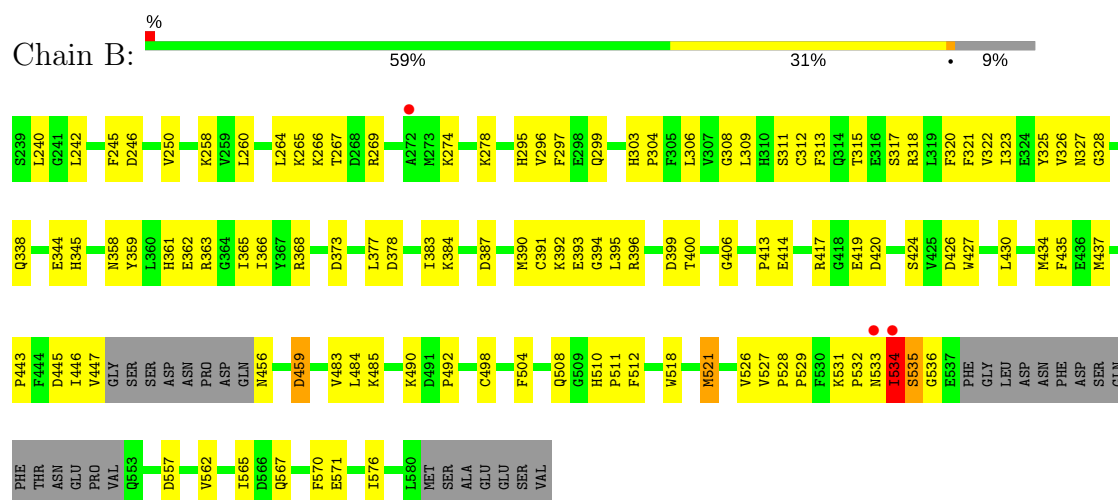 %
Chain B:
59% 31% • 9%
S239 L240 G241 L242 F245 D246 V250 K258 V259 L260 L264 K265 K266 T267 D268 R269 A272 M273 K274 K278 H295 V296 F297 E298 Q299 H303 P304 F305 L306 V307 G308 L309 H310 S311 C312 F313 Q314 T315 E316 S317 R318 L319 F320 F321 V322 I323 E324 Y325 V326 N327 G328
Q338 E344 H345 N358 Y359 L360 H361 E362 R363 G364 I365 I366 Y367 R368 D373 L377 D378 I383 K384 D387 M390 C391 K392 E393 G394 L395 R396 D399 T400 G406 P413 E414 R417 G418 E419 D420 S424 V425 D426 W427 L430 M434 F435 E436 M437
P443 F444 D445 I446 V447 GLY SER SER ASP ASN PRO ASP GLN N456 D459 V483 L484 K485 K490 D491 P492 C498 F504 Q508 G509 H510 P511 F512 W518 M521 V526 V527 P528 P529 F530 K531 P532 N533 I534 S535 G536 E537 PHE GLY LEU ASP ASN PHE ASP SER GLN
PHE THR ASN GLU PRO VAL Q553 D557 V562 I565 D566 Q567 F570 E571 I576 L580 MET SER ALA GLU GLU SER VAL